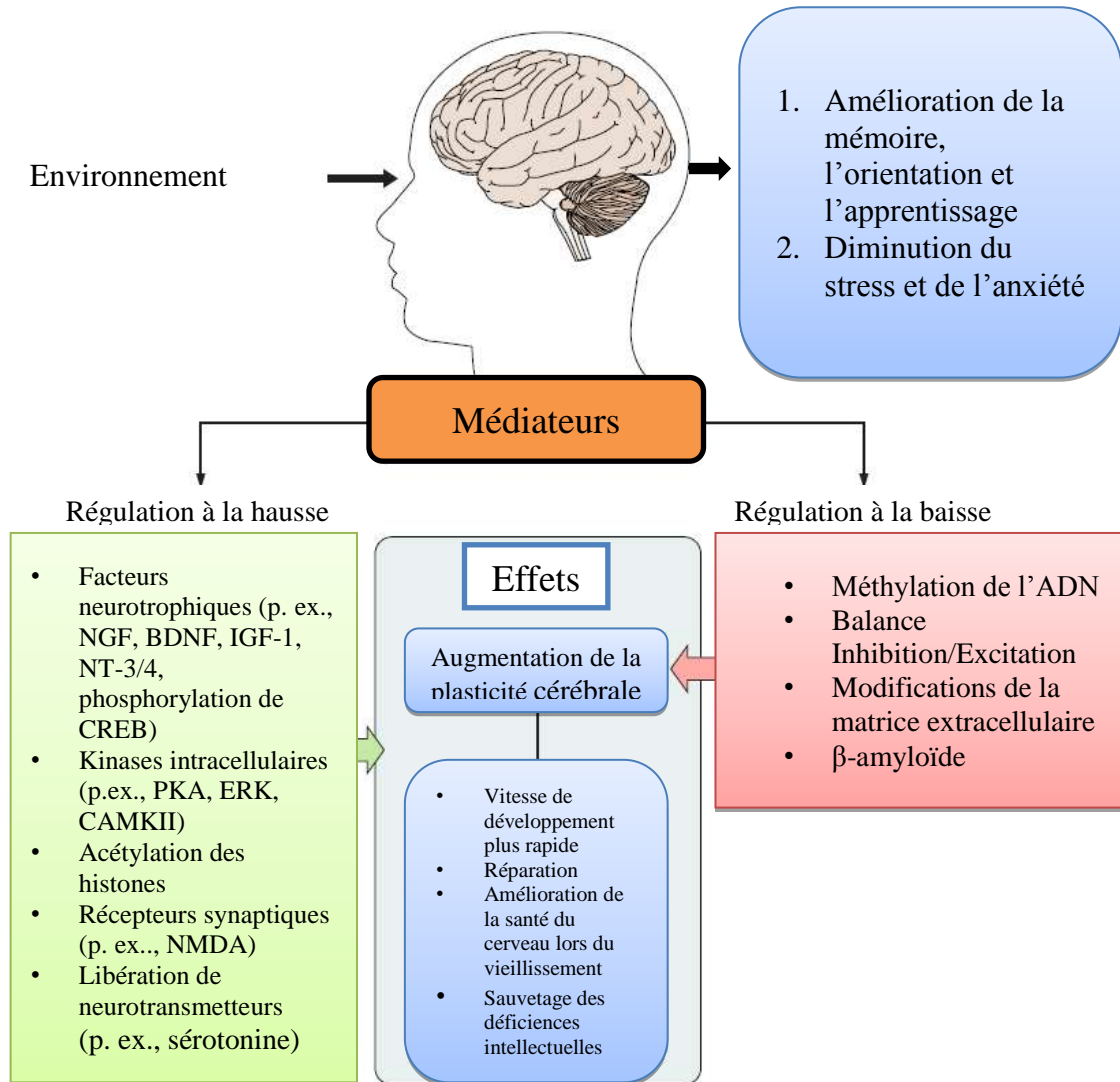 Environnement
1. Amélioration de la
mémoire,
l’orientation et
l’apprentissage
2. Diminution du
stress et de l’anxiété
Médiateurs
Régulation à la hausse
• Facteurs
neurotrophiques (p. ex.,
NGF, BDNF, IGF-1,
NT-3/4,
phosphorylation de
CREB)
• Kinases intracellulaires
(p.ex., PKA, ERK,
CAMKII)
• Acétylation des
histones
• Récepteurs synaptiques
(p. ex.., NMDA)
• Libération de
neurotransmetteurs
(p. ex., sérotonine)
Effets
Augmentation de la
plasticité cérébrale
• Vitesse de
développement
plus rapide
• Réparation
• Amélioration de
la santé du
cerveau lors du
vieillissement
• Sauvetage des
déficiences
intellectuelles
Régulation à la baisse
• Méthylation de l’ADN
• Balance
Inhibition/Excitation
• Modifications de la
matrice extracellulaire
• β-amyloïde